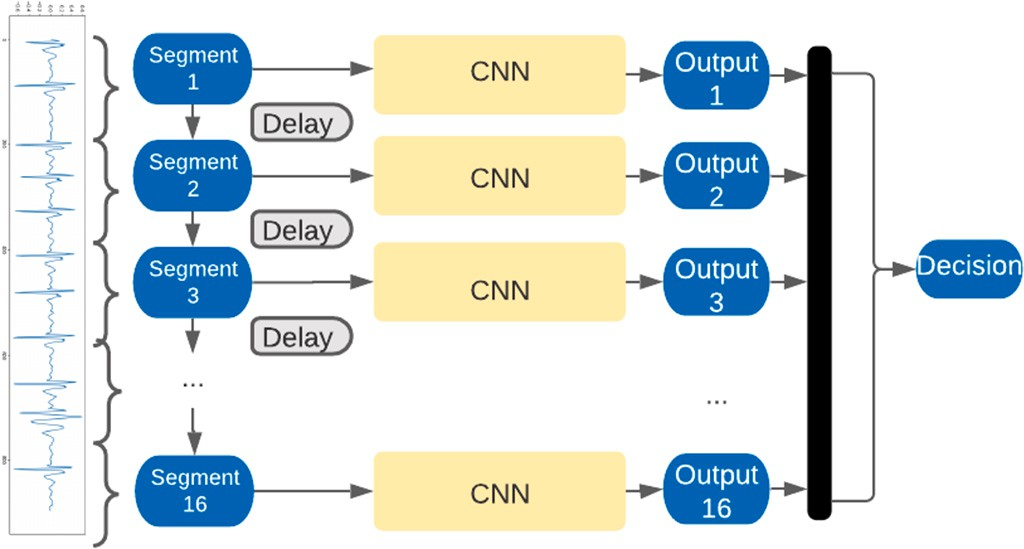 Segment
1
CNN
Output
1
Delay
Segment
2
CNN
Output
2
Delay
Segment
3
CNN
Output
3
Decision
Delay
...
...
Segment
16
CNN
Output
16